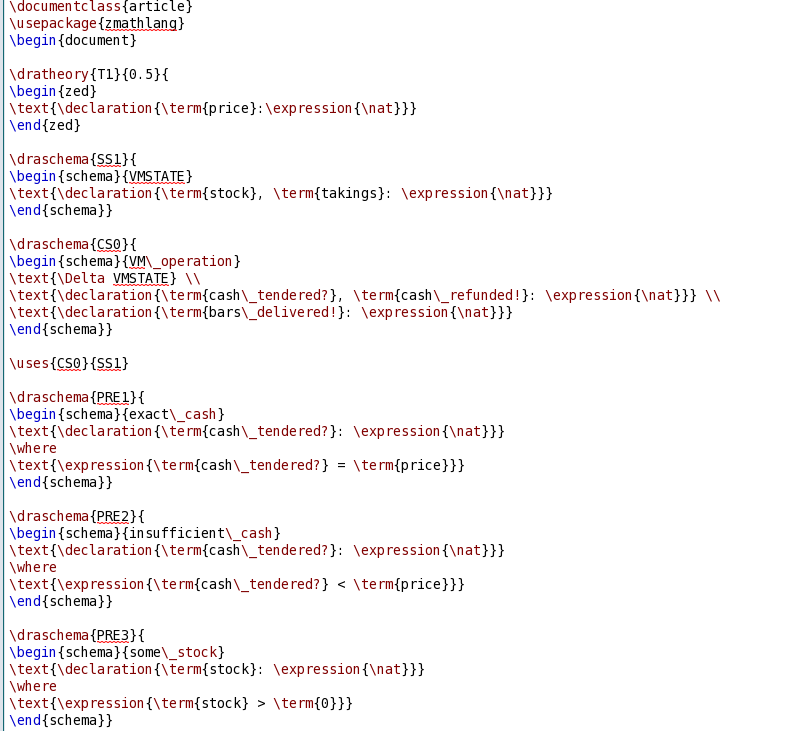 \documentclass{article}
\usepackage{zmathlang}
\begin{document}
\dratheory{T1}{0.5}{
\begin{zed}
\text{\declaration{\term{price}:\expression{\nat}}}
\end{zed}
\draschema{SS1}{
\begin{schema}{VMSTATE}
\text{\declaration{\term{stock}, \term{takings}: \expression{\nat}}}
\end{schema}}
\draschema{CS0}{
\begin{schema}{VM\_operation}
\text{\Delta VMSTATE} \\
\text{\declaration{\term{cash\_tendered?}, \term{cash\_refunded!}: \expression{\nat}}} \\
\text{\declaration{\term{bars\_delivered!}: \expression{\nat}}}
\end{schema}}
\uses{CS0}{SS1}
\draschema{PRE1}{
\begin{schema}{exact\_cash}
\text{\declaration{\term{cash\_tendered?}: \expression{\nat}}}
\where
\text{\expression{\term{cash\_tendered?} = \term{price}}}
\end{schema}}
\draschema{PRE2}{
\begin{schema}{insufficient\_cash}
\text{\declaration{\term{cash\_tendered?}: \expression{\nat}}}
\where
\text{\expression{\term{cash\_tendered?} < \term{price}}}
\end{schema}}
\draschema{PRE3}{
\begin{schema}{some\_stock}
\text{\declaration{\term{stock}: \expression{\nat}}}
\where
\text{\expression{\term{stock} > \term{0}}}
\end{schema}}